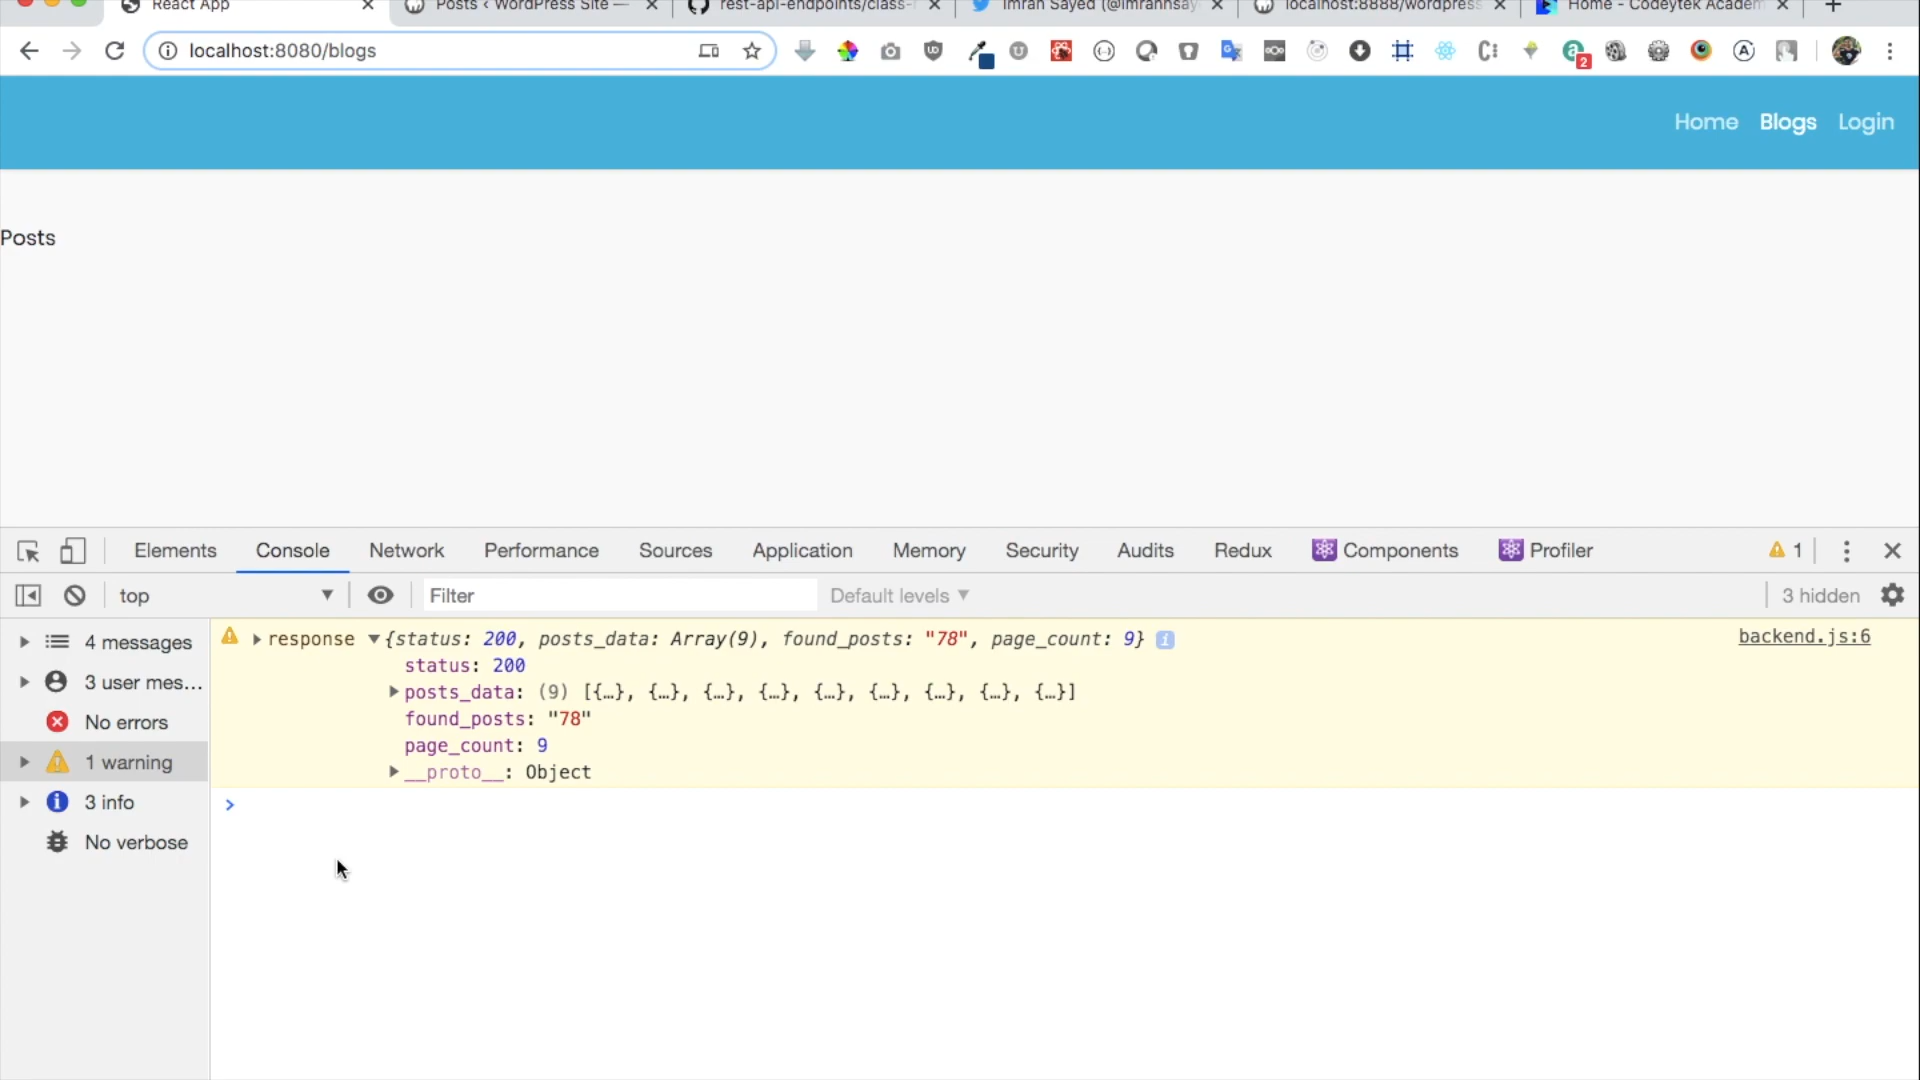 React App
Posts ‹ WordPress Site —
rest-api-endpoints/class-
Imran Sayed (@imranhsay
localhost:8888/wordpress
Home - Codeytek Academ
localhost:8080/blogs
2
Home Blogs Login
Posts
Elements Console Network Performance Sources Application Memory Security Audits Redux Components Profiler 1
top Filter Default levels 3 hidden
4 messages
3 user mes...
No errors
1 warning
3 info
No verbose
response {status: 200, posts_data: Array(9), found_posts: "78", page_count: 9} backend.js:6
status: 200
posts_data: (9) [{…}, {…}, {…}, {…}, {…}, {…}, {…}, {…}, {…}]
found_posts: "78"
page_count: 9
__proto__: Object